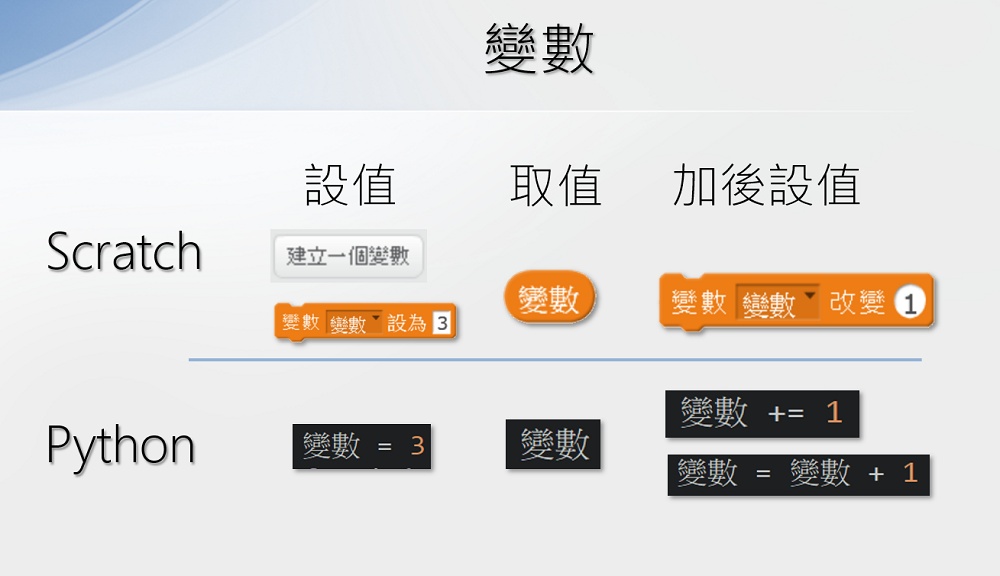 變數
設值 取值 加後設值
Scratch
建立一個變數
變數 變數 設為 3
變數
變數 變數 改變 1
Python
變數 = 3
變數
變數 += 1
變數 = 變數 + 1